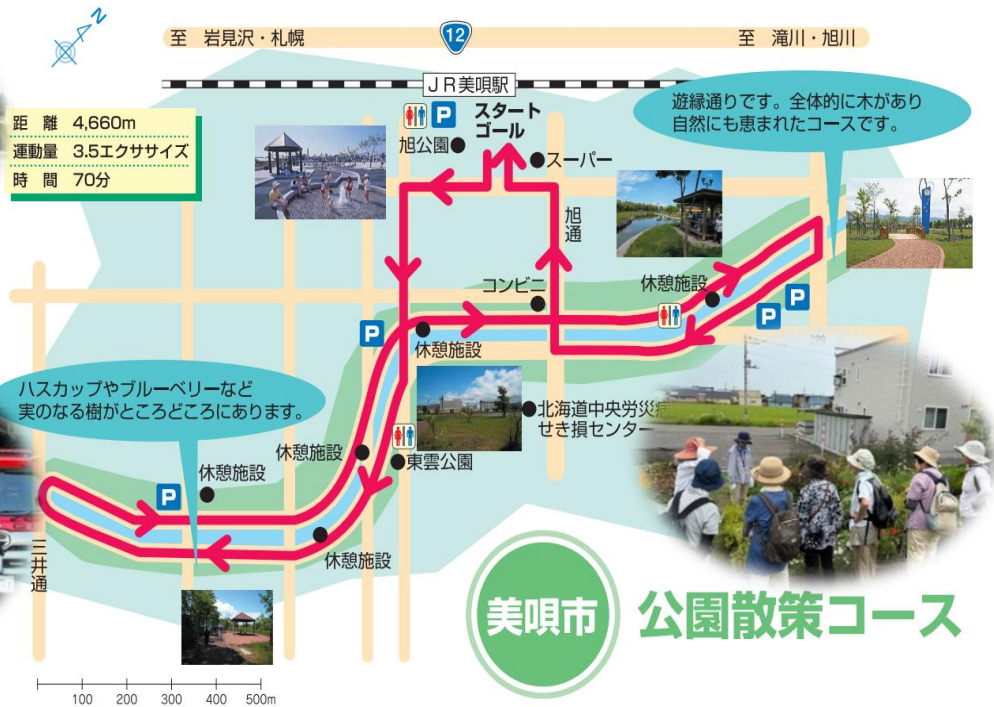 N
至 岩見沢・札幌
12
至 滝川・旭川
JR美唄駅
距 離 4,660m
運動量 3.5エクササイズ
時 間 70分
P
スタート
ゴール
旭公園
スーパー
遊縁通りです。全体的に木があり
自然にも恵まれたコースです。
旭通
コンビニ
休憩施設
P
P
P
休憩施設
ハスカップやブルーベリーなど
実のなる樹がところどころにあります。
北海道中央労災病
せき損センター
休憩施設
東雲公園
休憩施設
P
休憩施設
三井通
美唄市
公園散策コース
100 200 300 400 500m